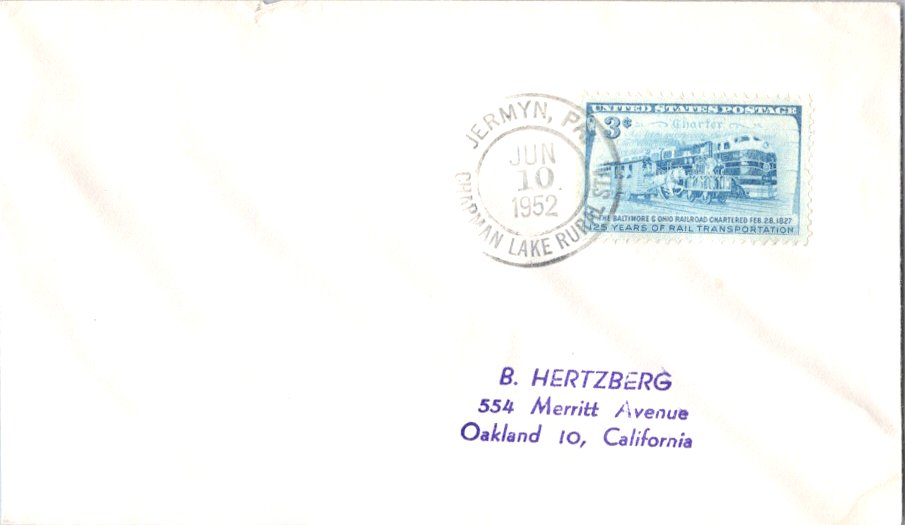 JERMYN, PA.
JUN
10
1952
CHAPMAN LAKE RURAL STA.
UNITED STATES POSTAGE
3¢
Charter
THE BALTIMORE & OHIO RAILROAD CHARTERED FEB. 28, 1827
125 YEARS OF RAIL TRANSPORTATION
B. HERTZBERG
554 Merritt Avenue
Oakland 10, California